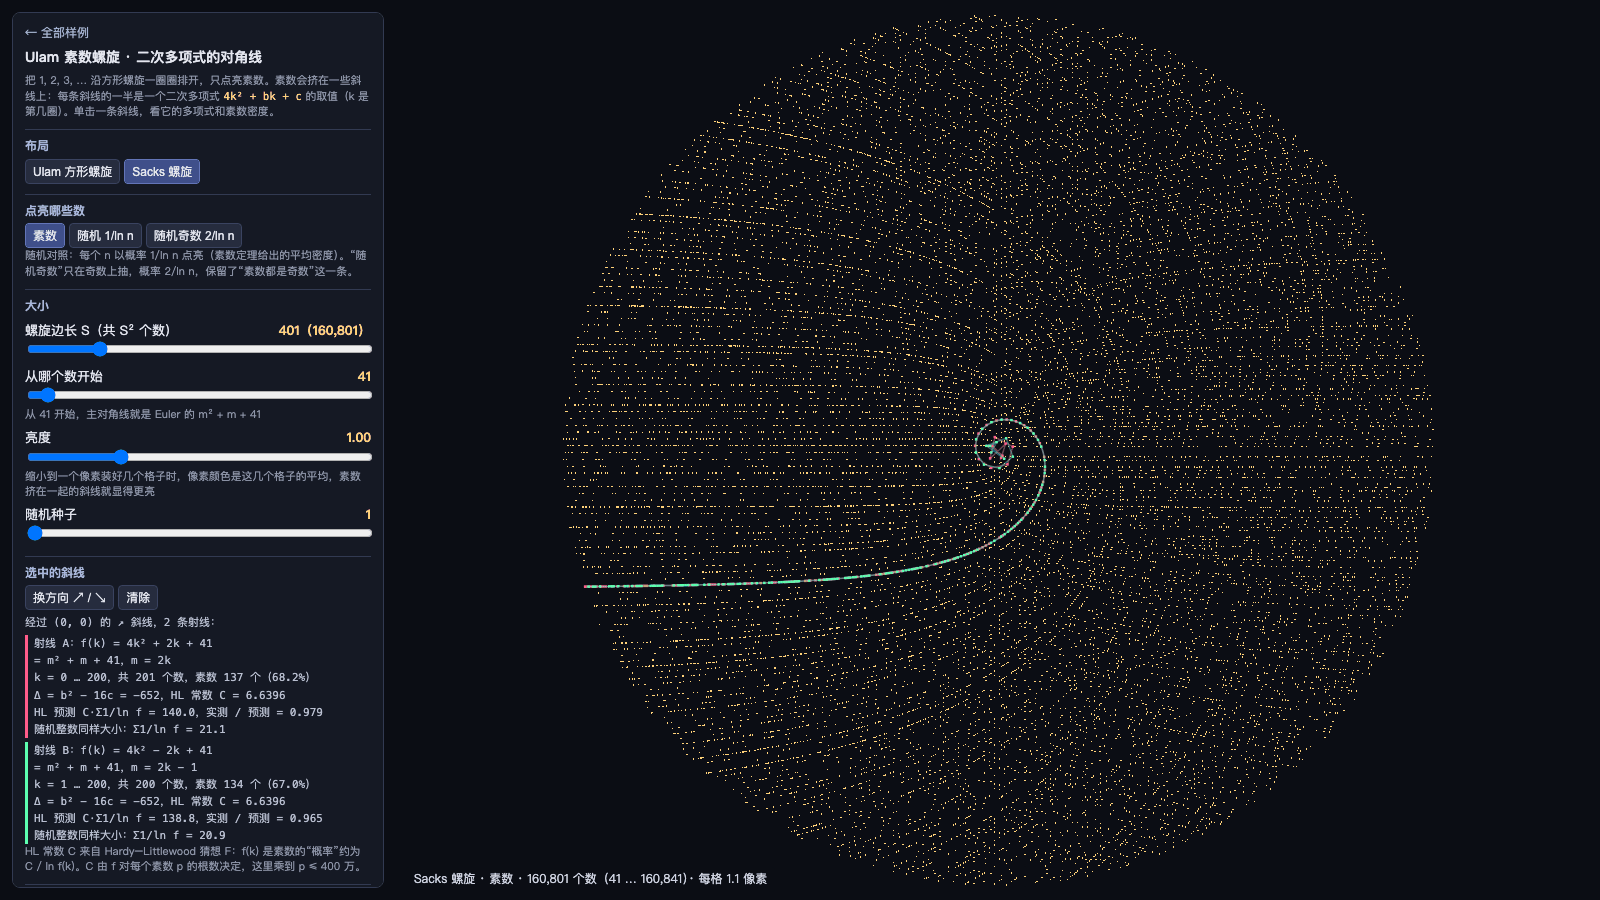 ← 全部样例
Ulam 素数螺旋 · 二次多项式的对角线
把 1, 2, 3, … 沿方形螺旋一圈圈排开，只点亮素数。素数会挤在一些斜
线上：每条斜线的一半是一个二次多项式 4k² + bk + c 的取值（k 是
第几圈）。单击一条斜线，看它的多项式和素数密度。
布局
Ulam 方形螺旋 Sacks 螺旋
点亮哪些数
素数 随机 1/ln n 随机奇数 2/ln n
随机对照：每个 n 以概率 1/ln n 点亮（素数定理给出的平均密度）。“随
机奇数”只在奇数上抽，概率 2/ln n，保留了“素数都是奇数”这一条。
大小
螺旋边长 S（共 S² 个数） 401（160,801）
从哪个数开始 41
从 41 开始，主对角线就是 Euler 的 m² + m + 41
亮度 1.00
缩小到一个像素装好几个格子时，像素颜色是这几个格子的平均，素数
挤在一起的斜线就显得更亮
随机种子 1
选中的斜线
换方向 ↗ / ↘ 清除
经过 (0, 0) 的 ↗ 斜线，2 条射线：
射线 A：f(k) = 4k² + 2k + 41
= m² + m + 41，m = 2k
k = 0 … 200，共 201 个数，素数 137 个（68.2%）
Δ = b² − 16c = −652，HL 常数 C = 6.6396
HL 预测 C·Σ1/ln f = 140.0，实测 / 预测 = 0.979
随机整数同样大小：Σ1/ln f = 21.1
射线 B：f(k) = 4k² − 2k + 41
= m² + m + 41，m = 2k − 1
k = 1 … 200，共 200 个数，素数 134 个（67.0%）
Δ = b² − 16c = −652，HL 常数 C = 6.6396
HL 预测 C·Σ1/ln f = 138.8，实测 / 预测 = 0.965
随机整数同样大小：Σ1/ln f = 20.9
HL 常数 C 来自 Hardy–Littlewood 猜想 F：f(k) 是素数的“概率”约为
C / ln f(k)。C 由 f 对每个素数 p 的根数决定，这里乘到 p ≤ 400 万。
Sacks 螺旋 · 素数 · 160,801 个数（41 … 160,841）· 每格 1.1 像素